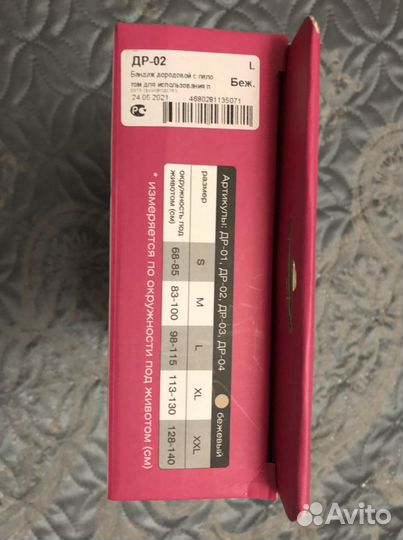 ДР-02
L
Бандаж дородовой с пело
том для использования п
Беж.
24.05.2021
4680281135071
РС
Артикулы: ДР-01, ДР-02, ДР-03, ДР-04
бежевый
размер S M L XL XXL
окружность под животом (см) 68-85 83-100 98-115 113-130 128-140
* измеряется по окружности под животом (см)
Avito